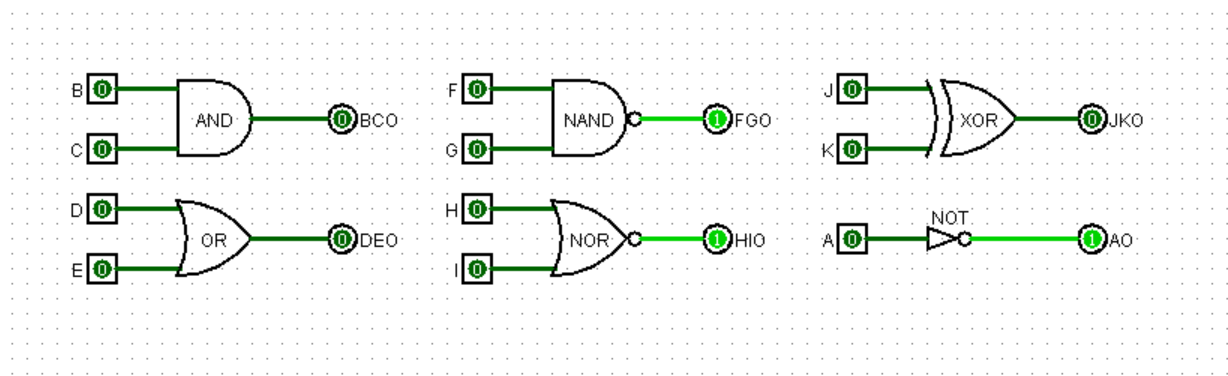 B 0 F 0 J 0
AND 0 BCO NAND 1 FGO XOR 0 JKO
C 0 G 0 K 0
D 0 H 0 NOT
OR 0 DEO NOR 1 HIO A 0 1 AO
E 0 I 0